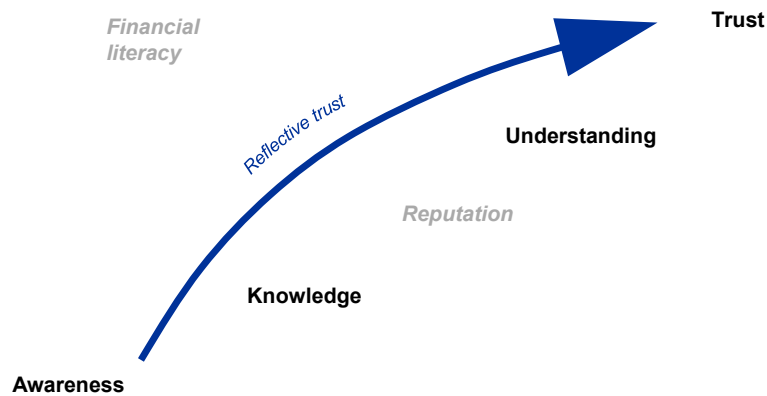 Financial
literacy
Trust
Reflective trust
Understanding
Reputation
Knowledge
Awareness